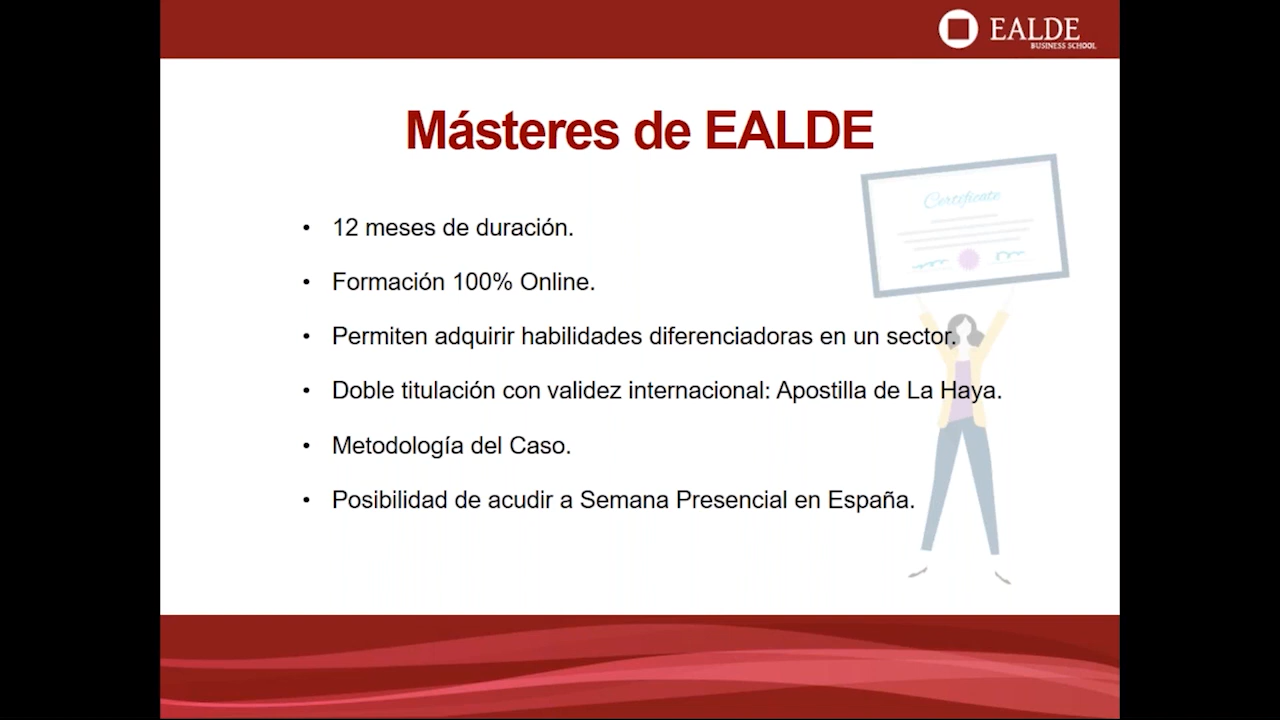 EALDE
BUSINESS SCHOOL
Másteres de EALDE
Certificate
• 12 meses de duración.
• Formación 100% Online.
• Permiten adquirir habilidades diferenciadoras en un sector.
• Doble titulación con validez internacional: Apostilla de La Haya.
• Metodología del Caso.
• Posibilidad de acudir a Semana Presencial en España.